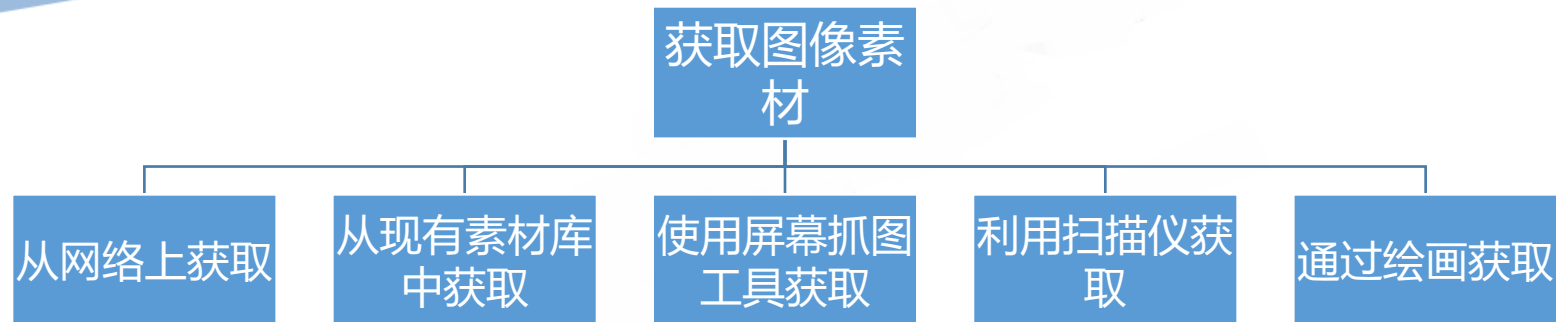 获取图像素
材
从网络上获取
从现有素材库
中获取
使用屏幕抓图
工具获取
利用扫描仪获
取
通过绘画获取